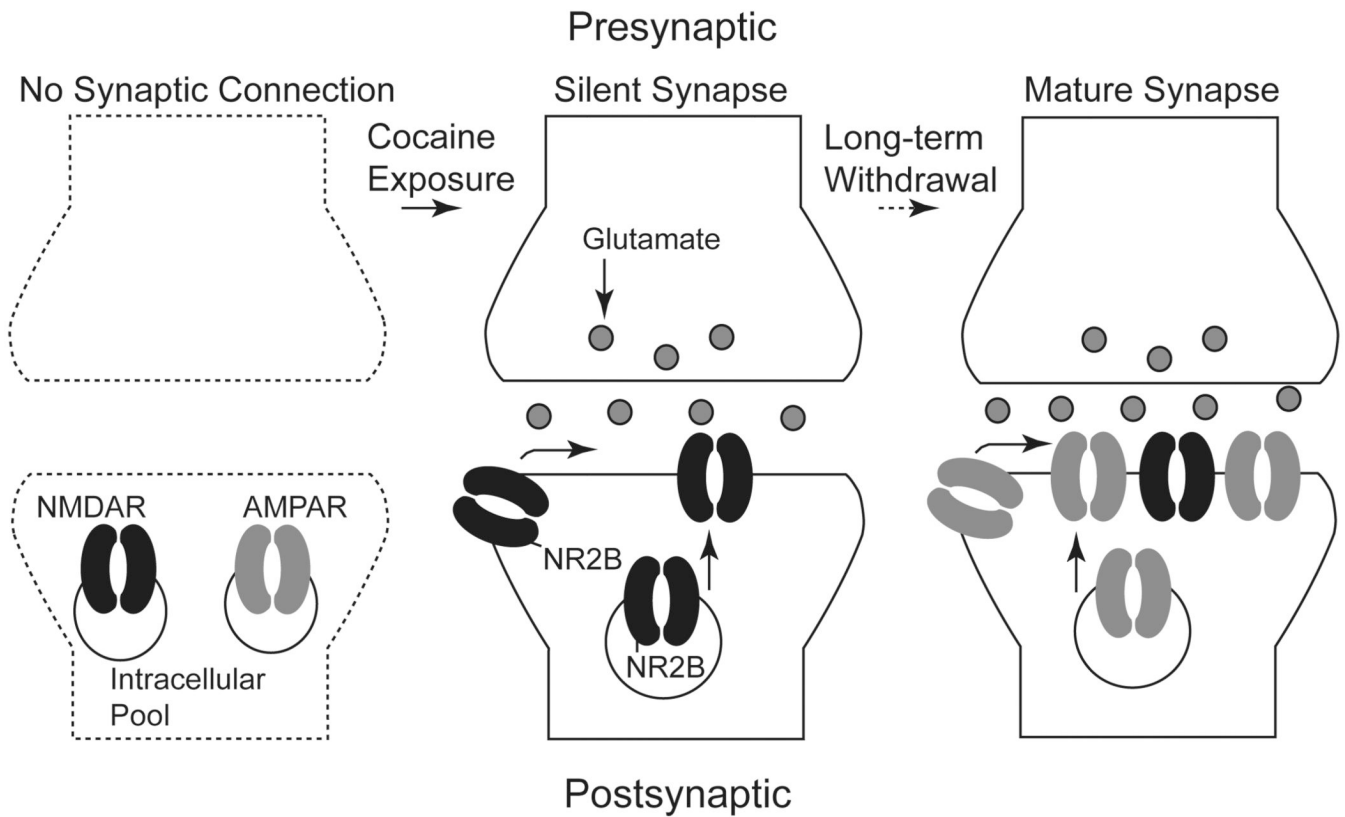 Presynaptic
No Synaptic Connection
Silent Synapse
Mature Synapse
Cocaine
Exposure
Long-term
Withdrawal
Glutamate
NMDAR
AMPAR
Intracellular
Pool
NR2B
NR2B
Postsynaptic